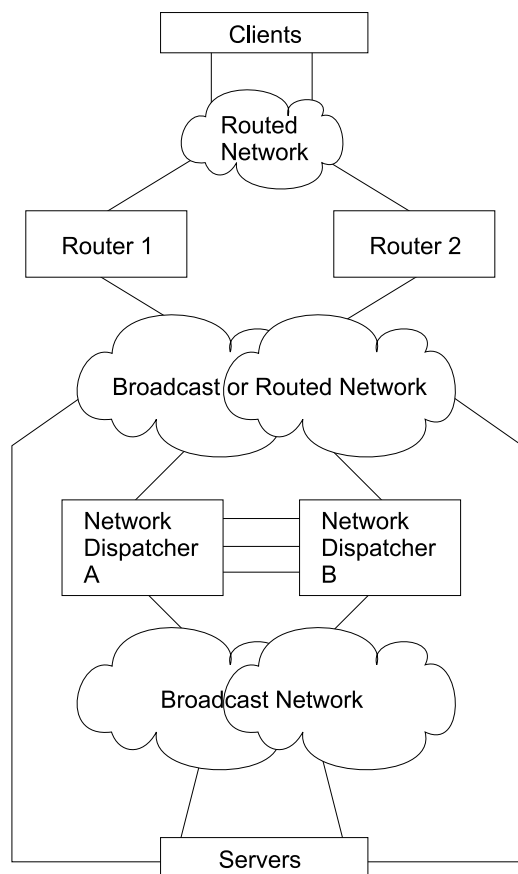 Clients
Routed
Network
Router 1
Router 2
Broadcast or Routed Network
Network
Dispatcher
A
Network
Dispatcher
B
Broadcast Network
Servers